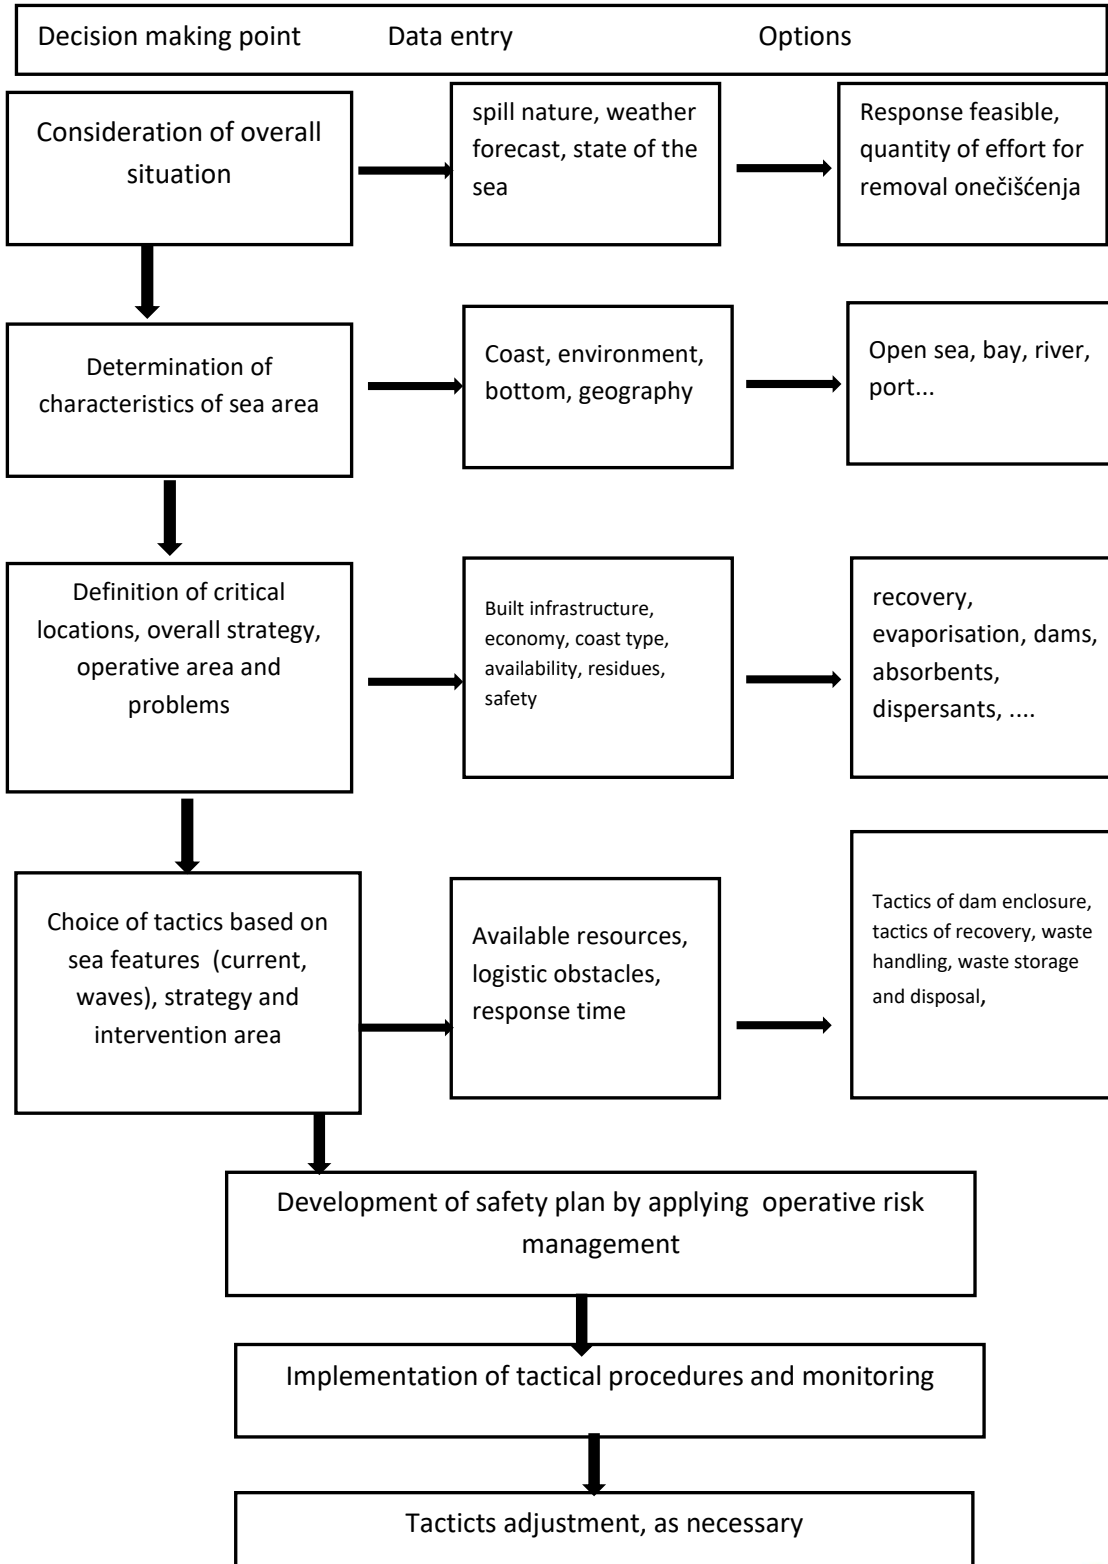 Decision making point Data entry Options
Consideration of overall
situation
spill nature, weather
forecast, state of the
sea
Response feasible,
quantity of effort for
removal onečišćenja
Determination of
characteristics of sea area
Coast, environment,
bottom, geography
Open sea, bay, river,
port...
Definition of critical
locations, overall strategy,
operative area and
problems
Built infrastructure,
economy, coast type,
availability, residues,
safety
recovery,
evaporisation, dams,
absorbents,
dispersants, ....
Choice of tactics based on
sea features (current,
waves), strategy and
intervention area
Available resources,
logistic obstacles,
response time
Tactics of dam enclosure,
tactics of recovery, waste
handling, waste storage
and disposal,
Development of safety plan by applying operative risk
management
Implementation of tactical procedures and monitoring
Tacticts adjustment, as necessary